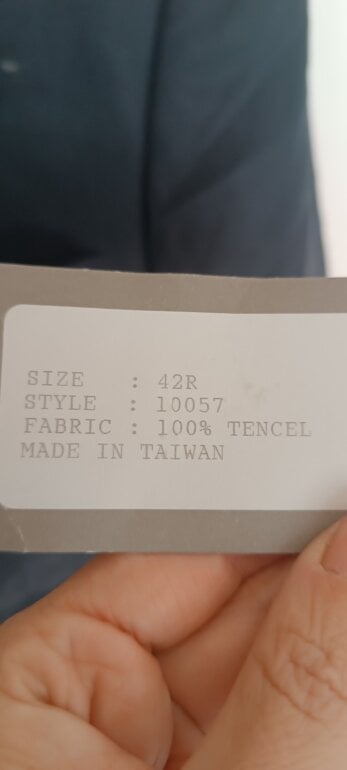 SIZE : 42R
STYLE : 10057
FABRIC : 100% TENCEL
MADE IN TAIWAN